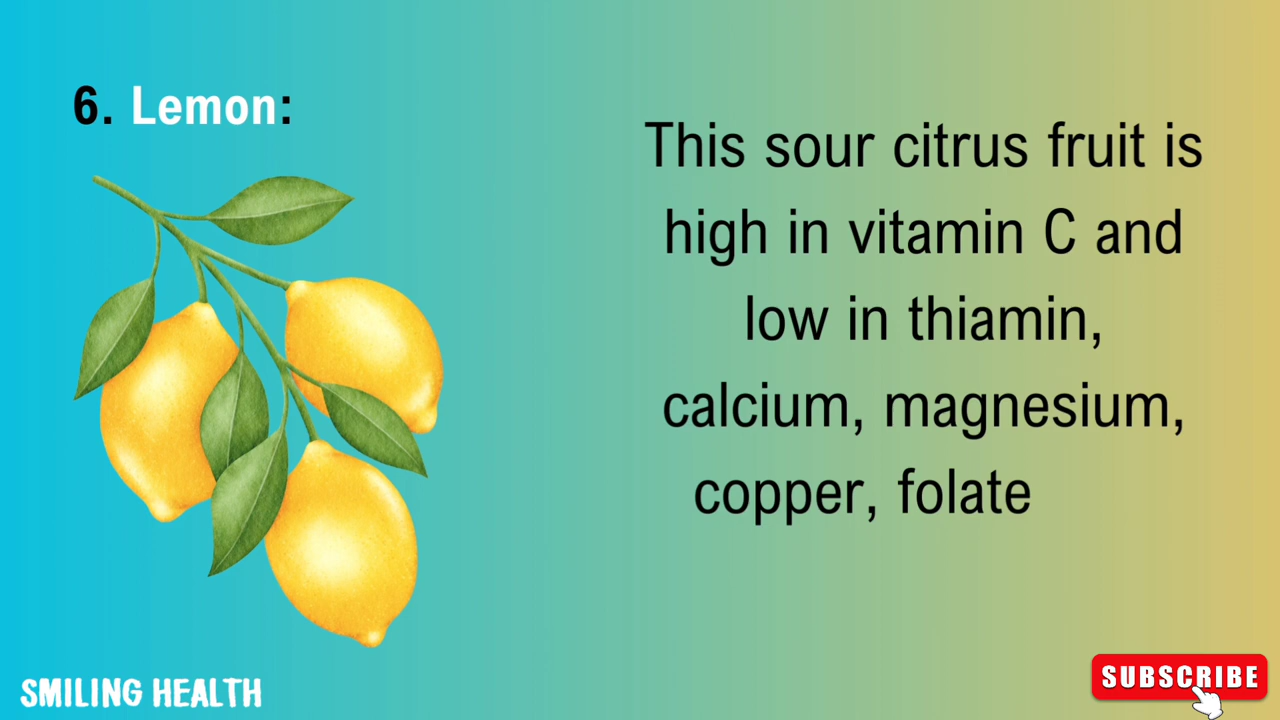 6. Lemon:
This sour citrus fruit is
high in vitamin C and
low in thiamin,
calcium, magnesium,
copper, folate
SMILING HEALTH
SUBSCRIBE